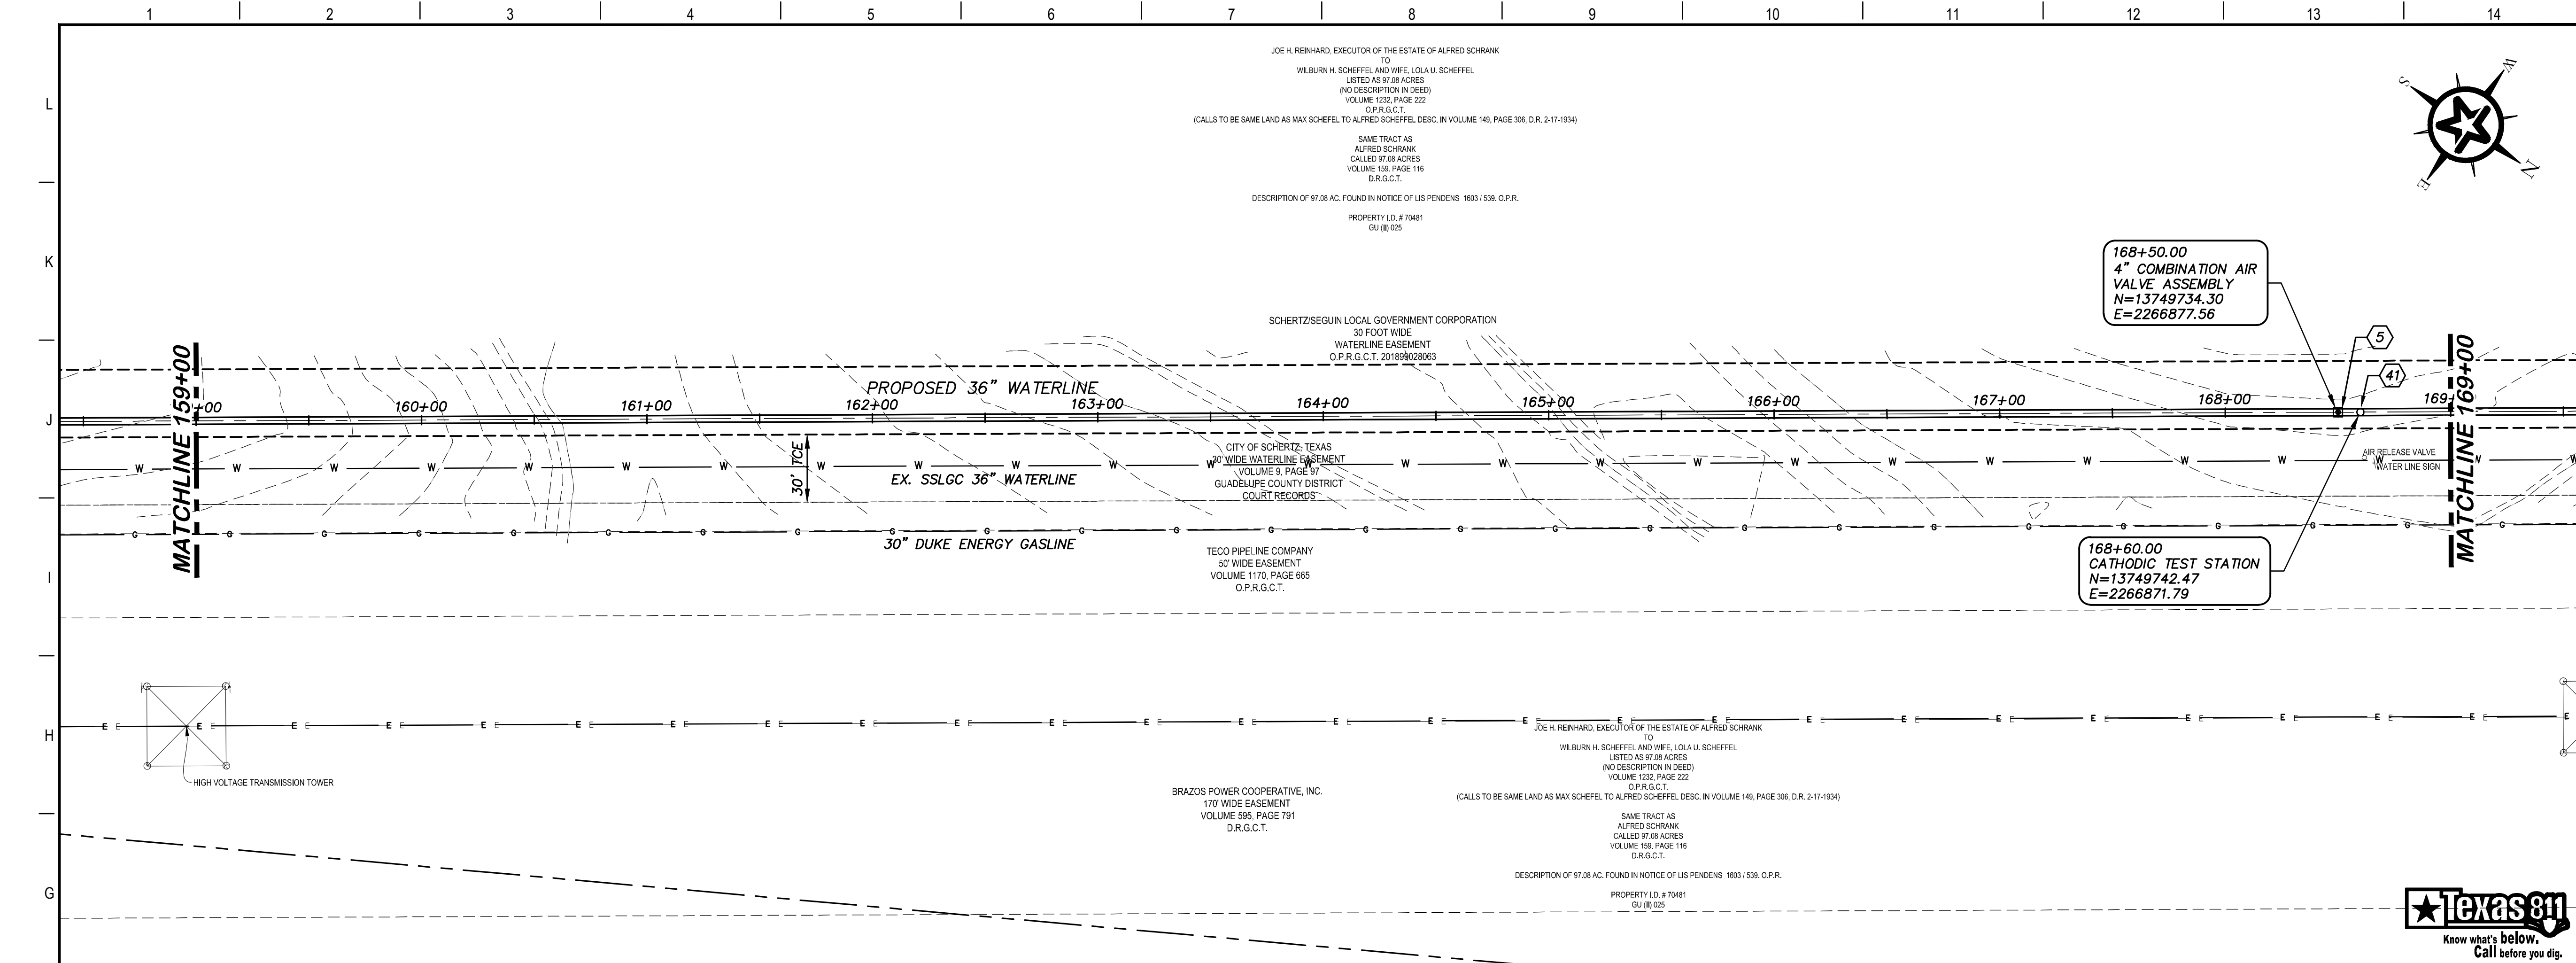 1 2 3 4 5 6 7 8 9 10 11 12 13 14
L
K
J
I
H
G
JOE H. REINHARD, EXECUTOR OF THE ESTATE OF ALFRED SCHRANK
TO
WILBURN H. SCHEFFEL AND WIFE, LOLA U. SCHEFFEL
LISTED AS 97.08 ACRES
(NO DESCRIPTION IN DEED)
VOLUME 1232, PAGE 222
O.P.R.G.C.T.
(CALLS TO BE SAME LAND AS MAX SCHEFEL TO ALFRED SCHEFFEL DESC. IN VOLUME 149, PAGE 306, D.R. 2-17-1934)
SAME TRACT AS
ALFRED SCHRANK
CALLED 97.08 ACRES
VOLUME 159, PAGE 116
D.R.G.C.T.
DESCRIPTION OF 97.08 AC. FOUND IN NOTICE OF LIS PENDENS 1603 / 539. O.P.R.
PROPERTY I.D. # 70481
GU (III) 025
S
W
N
E
168+50.00
4" COMBINATION AIR
VALVE ASSEMBLY
N=13749734.30
E=2266877.56
5
41
SCHERTZ/SEGUIN LOCAL GOVERNMENT CORPORATION
30 FOOT WIDE
WATERLINE EASEMENT
O.P.R.G.C.T. 201899028063
MATCHLINE 159+00
MATCHLINE 169+00
PROPOSED 36" WATERLINE
+00 160+00 161+00 162+00 163+00 164+00 165+00 166+00 167+00 168+00 169+
30' TCE
W W W W W W W W W W W W W W W W W W W W W W W W W W
EX. SSLGC 36" WATERLINE
CITY OF SCHERTZ, TEXAS
30' WIDE WATERLINE EASEMENT
VOLUME 9, PAGE 97
GUADELUPE COUNTY DISTRICT
COURT RECORDS
AIR RELEASE VALVE
WATER LINE SIGN
G G G G G G G G G G G G G G G G G G G G G G G G G G
30" DUKE ENERGY GASLINE
TECO PIPELINE COMPANY
50' WIDE EASEMENT
VOLUME 1170, PAGE 665
O.P.R.G.C.T.
168+60.00
CATHODIC TEST STATION
N=13749742.47
E=2266871.79
E E E E E E E E E E E E E E E E E E E E E E E E E E
HIGH VOLTAGE TRANSMISSION TOWER
BRAZOS POWER COOPERATIVE, INC.
170' WIDE EASEMENT
VOLUME 595, PAGE 791
D.R.G.C.T.
JOE H. REINHARD, EXECUTOR OF THE ESTATE OF ALFRED SCHRANK
TO
WILBURN H. SCHEFFEL AND WIFE, LOLA U. SCHEFFEL
LISTED AS 97.08 ACRES
(NO DESCRIPTION IN DEED)
VOLUME 1232, PAGE 222
O.P.R.G.C.T.
(CALLS TO BE SAME LAND AS MAX SCHEFEL TO ALFRED SCHEFFEL DESC. IN VOLUME 149, PAGE 306, D.R. 2-17-1934)
SAME TRACT AS
ALFRED SCHRANK
CALLED 97.08 ACRES
VOLUME 159, PAGE 116
D.R.G.C.T.
DESCRIPTION OF 97.08 AC. FOUND IN NOTICE OF LIS PENDENS 1603 / 539. O.P.R.
PROPERTY I.D. # 70481
GU (III) 025
Texas811
Know what's below.
Call before you dig.